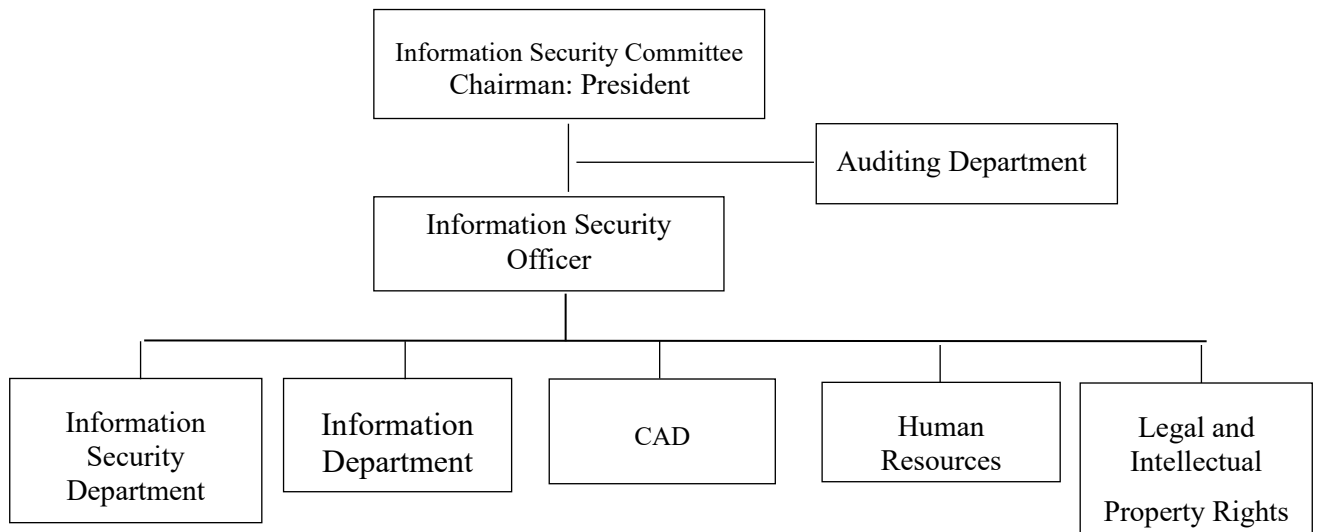 Information Security Committee
Chairman: President
Auditing Department
Information Security
Officer
Information
Security
Department
Information
Department
CAD
Human
Resources
Legal and
Intellectual
Property Rights